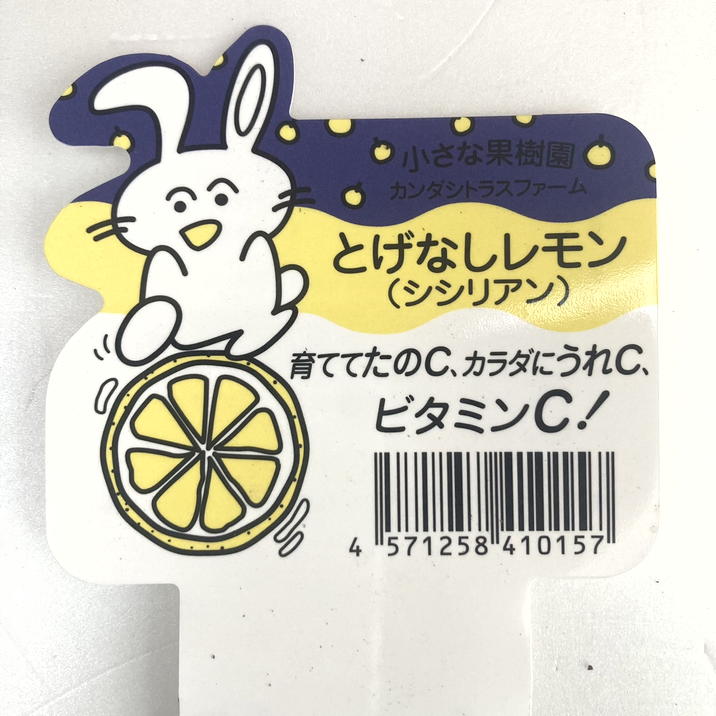 小さな果樹園
カンダシトラスファーム
とげなしレモン
（シシリアン）
育ててたのC、カラダにうれC、
ビタミンC！
4 571258 410157